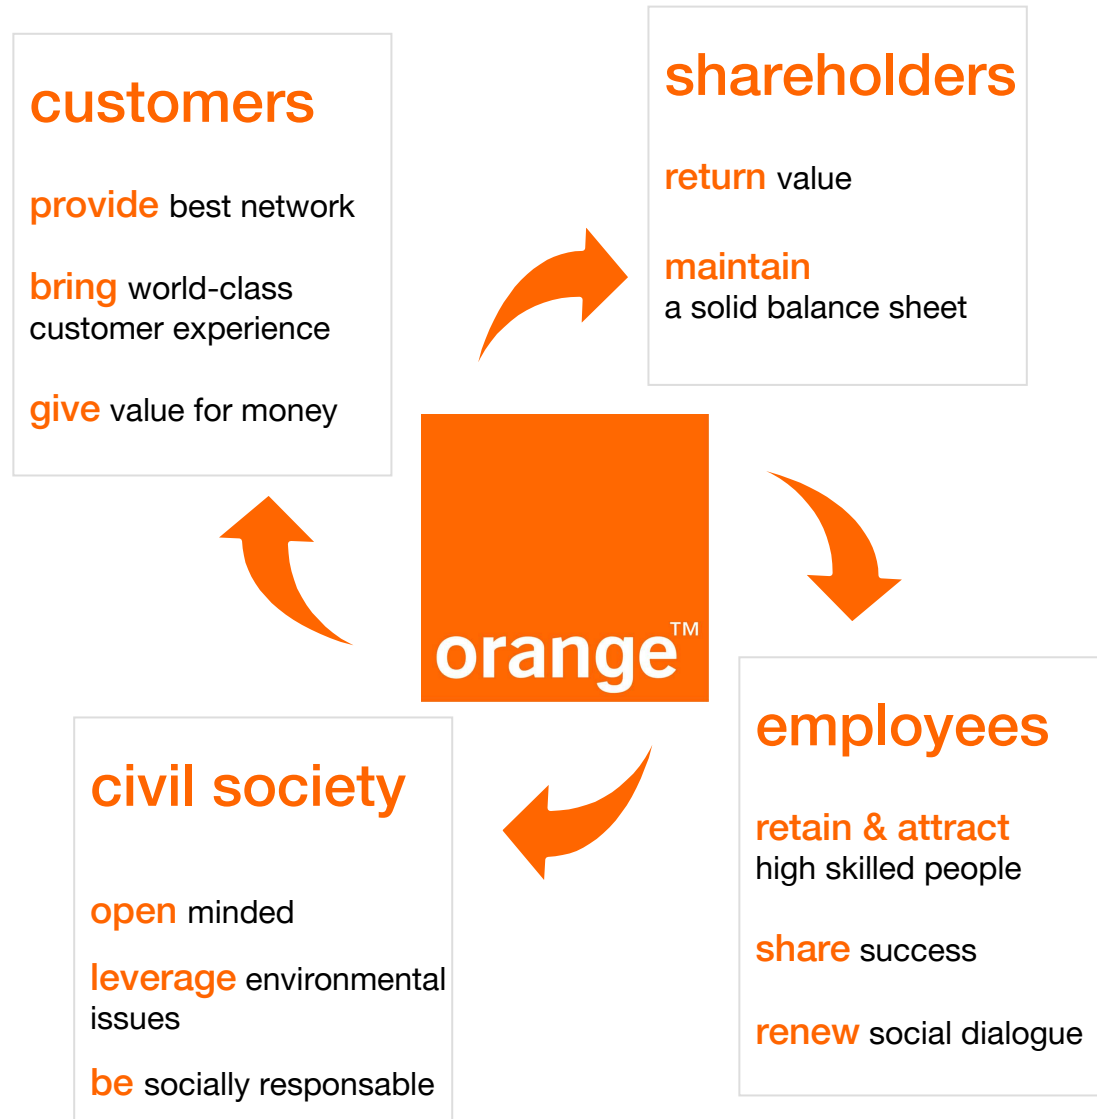 customers
provide best network
bring world-class
customer experience
give value for money
shareholders
return value
maintain
a solid balance sheet
orange™
employees
retain & attract
high skilled people
share success
renew social dialogue
civil society
open minded
leverage environmental
issues
be socially responsable